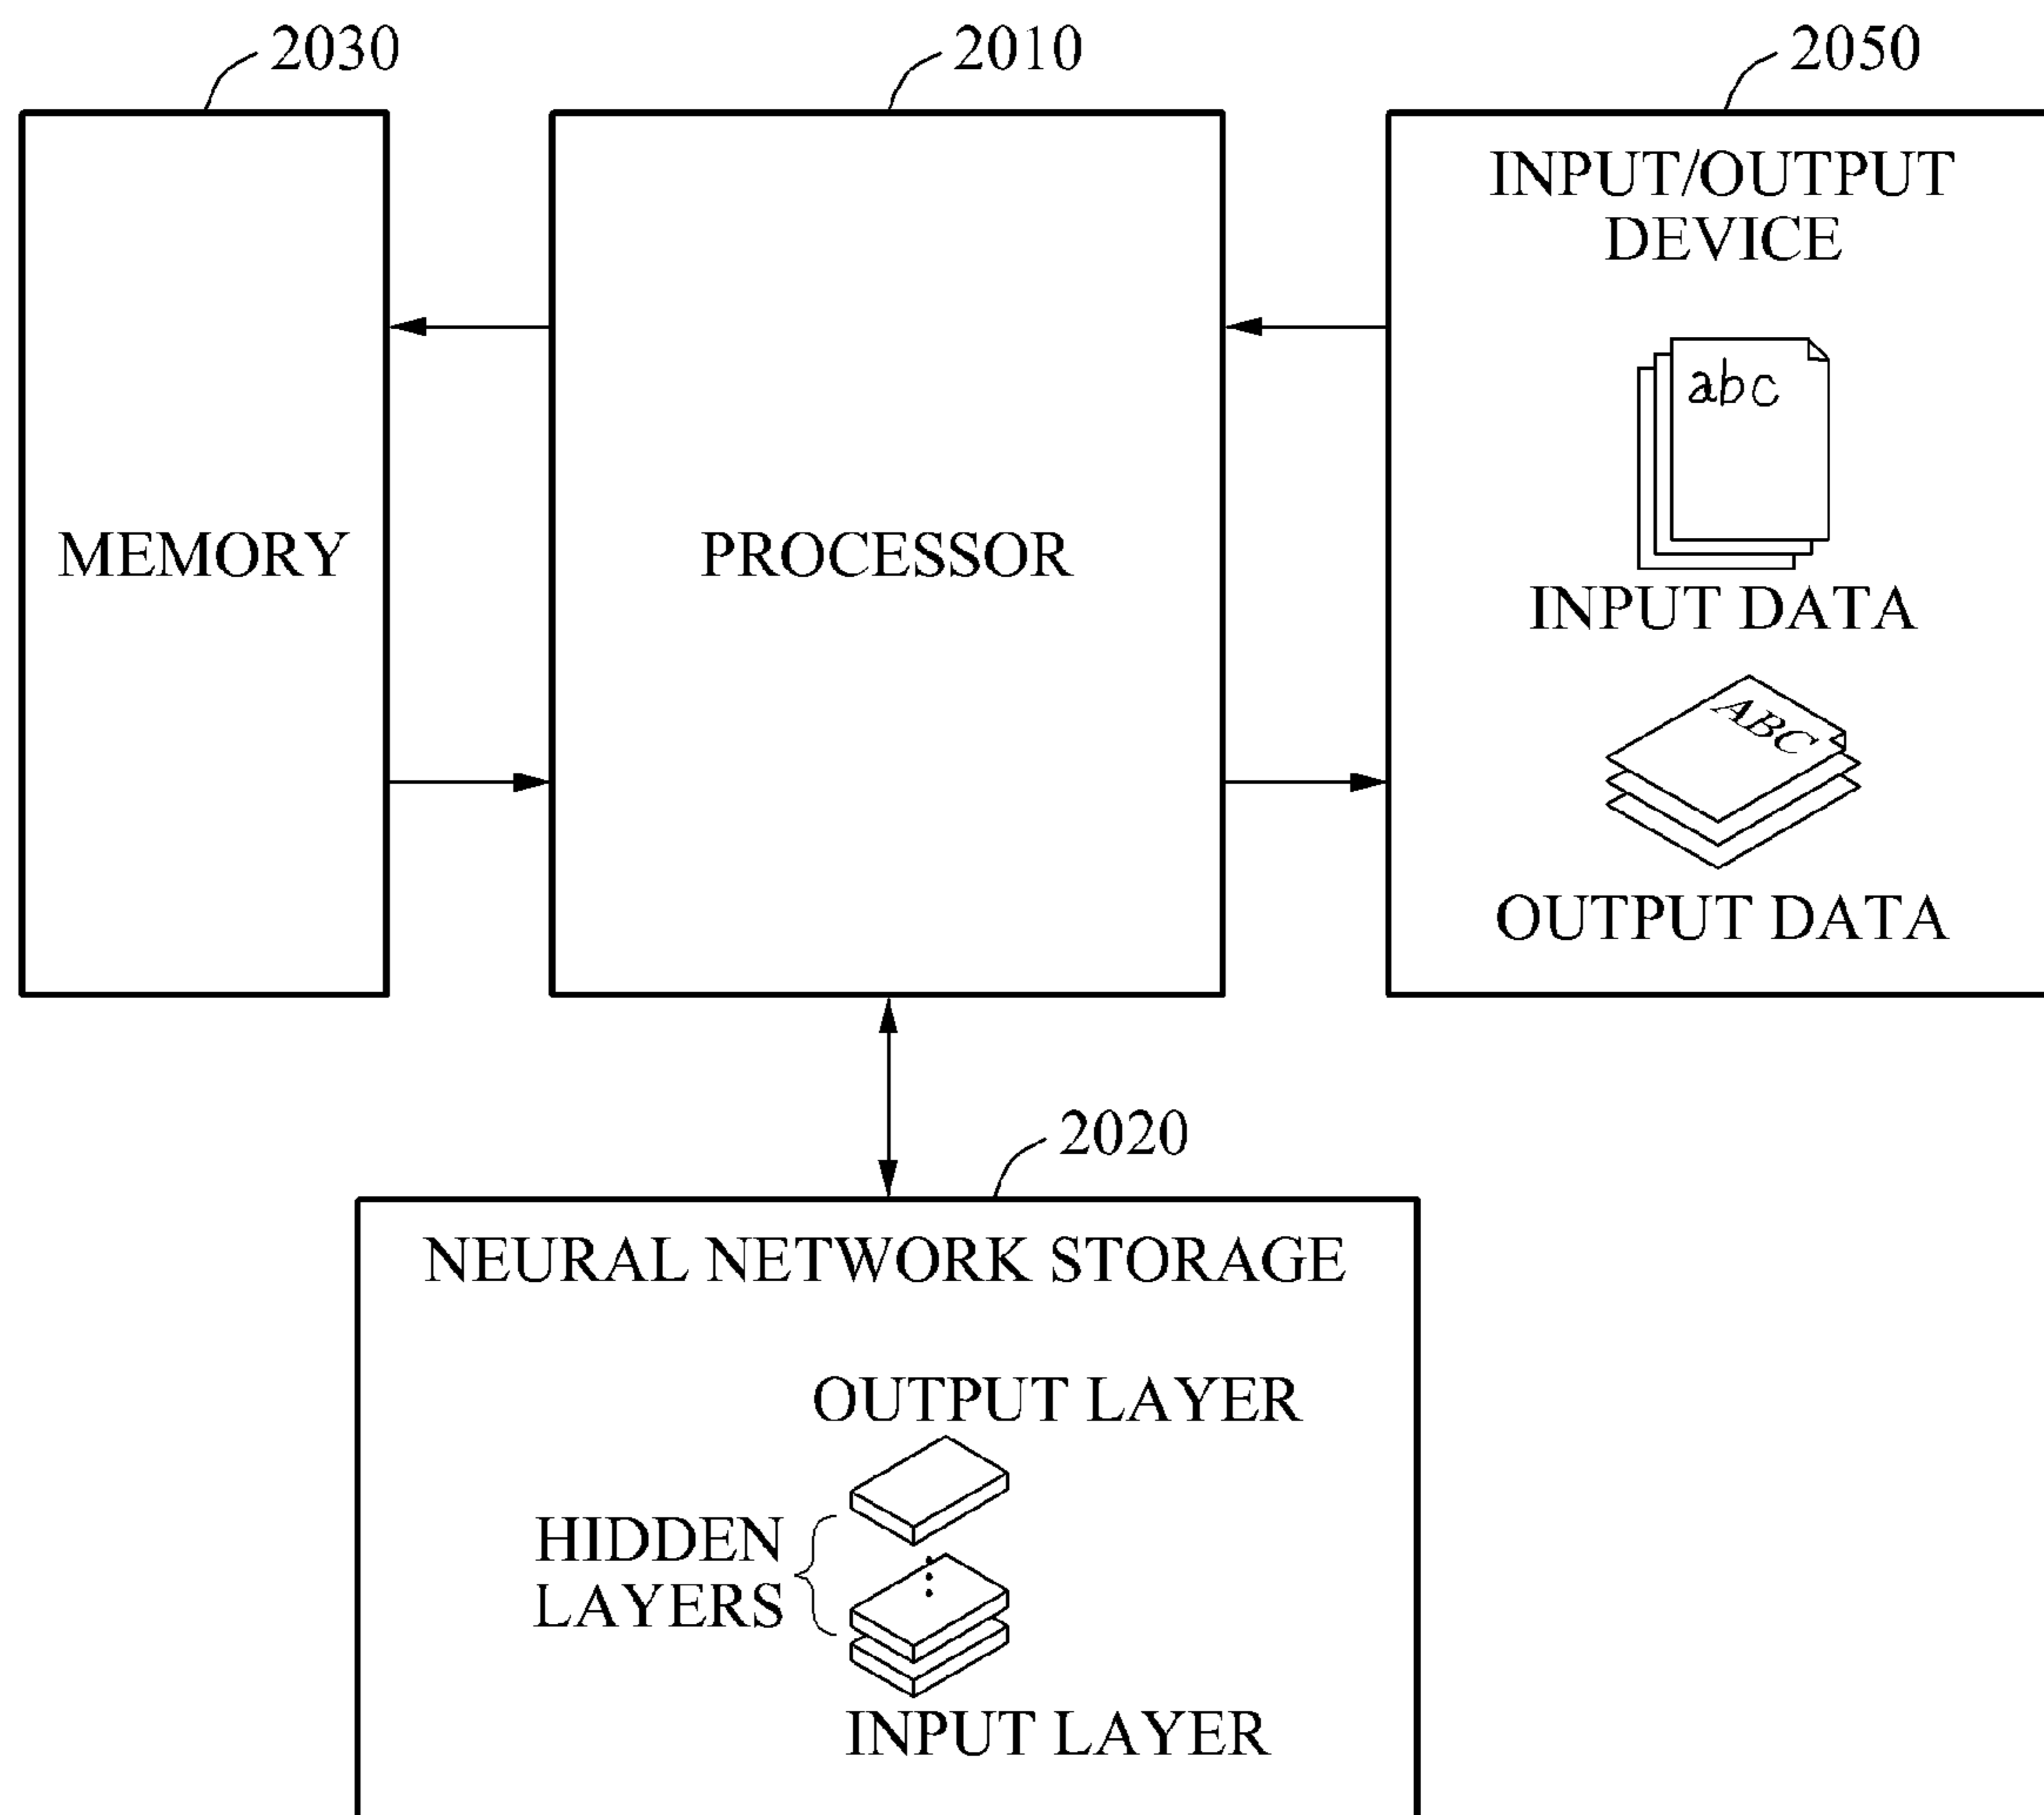 2030
2010
2050
MEMORY
PROCESSOR
INPUT/OUTPUT
DEVICE
abc
INPUT DATA
ABC
OUTPUT DATA
2020
NEURAL NETWORK STORAGE
OUTPUT LAYER
HIDDEN
LAYERS
INPUT LAYER